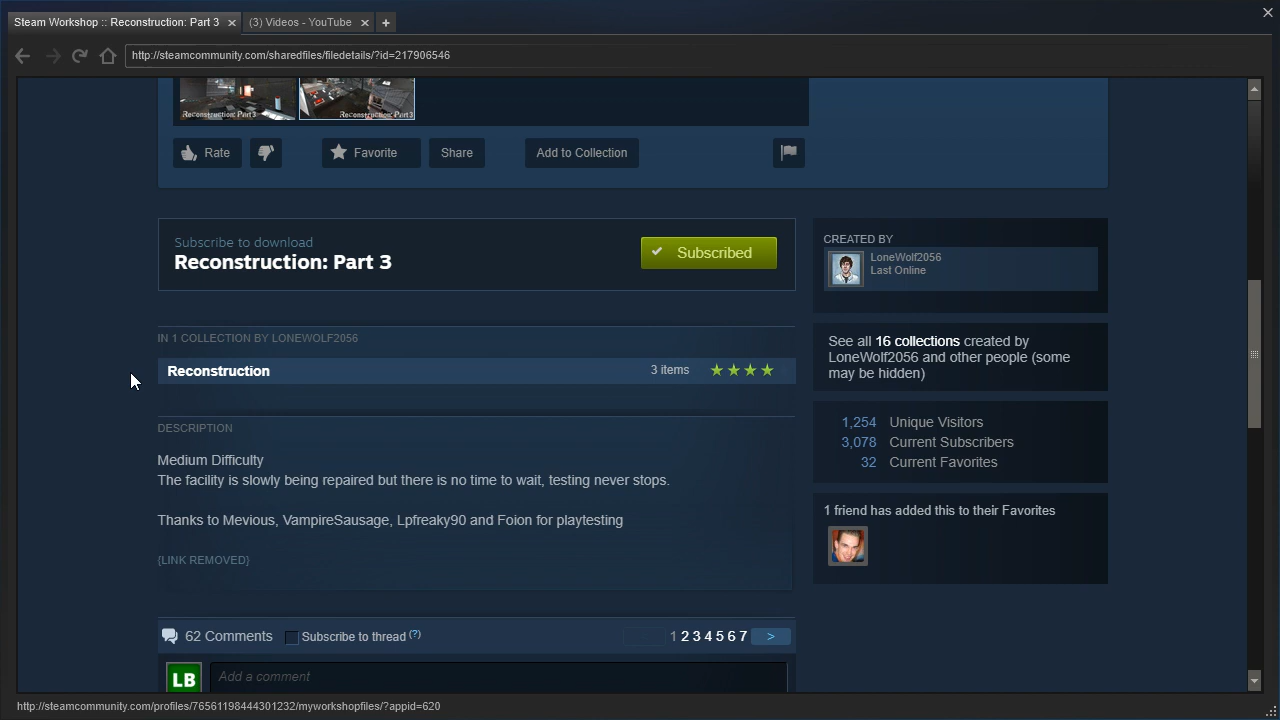 Steam Workshop :: Reconstruction: Part 3
(3) Videos - YouTube
http://steamcommunity.com/sharedfiles/filedetails/?id=217906546
Reconstruction: Part 3
Reconstruction: Part 3
Rate
Favorite
Share
Add to Collection
Subscribe to download
Reconstruction: Part 3
Subscribed
CREATED BY
LoneWolf2056
Last Online
IN 1 COLLECTION BY LONEWOLF2056
Reconstruction
3 items
See all 16 collections created by
LoneWolf2056 and other people (some
may be hidden)
DESCRIPTION
Medium Difficulty
The facility is slowly being repaired but there is no time to wait, testing never stops.
Thanks to Mevious, VampireSausage, Lpfreaky90 and Foion for playtesting
{LINK REMOVED}
1,254 Unique Visitors
3,078 Current Subscribers
32 Current Favorites
1 friend has added this to their Favorites
62 Comments
Subscribe to thread (?)
1 2 3 4 5 6 7 >
LB
Add a comment
http://steamcommunity.com/profiles/76561198444301232/myworkshopfiles/?appid=620